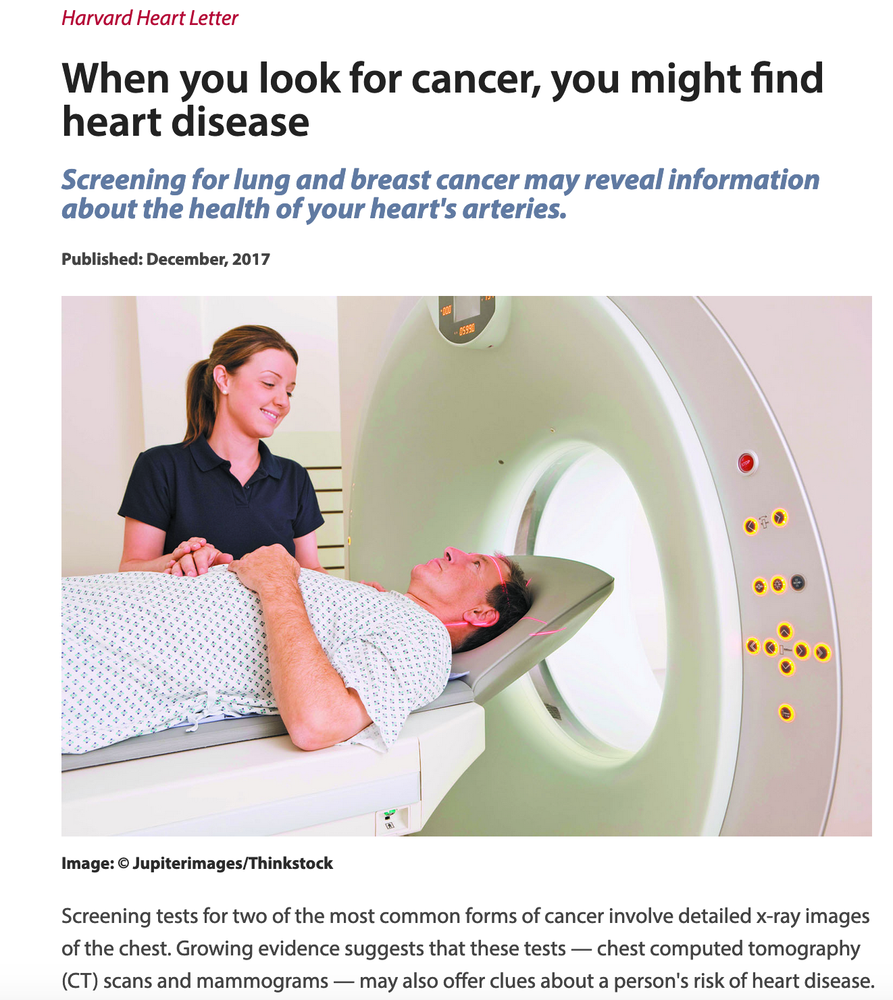 Harvard Heart Letter
When you look for cancer, you might find
heart disease
Screening for lung and breast cancer may reveal information
about the health of your heart's arteries.
Published: December, 2017
000
05990
STOP
Image: © Jupiterimages/Thinkstock
Screening tests for two of the most common forms of cancer involve detailed x-ray images
of the chest. Growing evidence suggests that these tests — chest computed tomography
(CT) scans and mammograms — may also offer clues about a person's risk of heart disease.